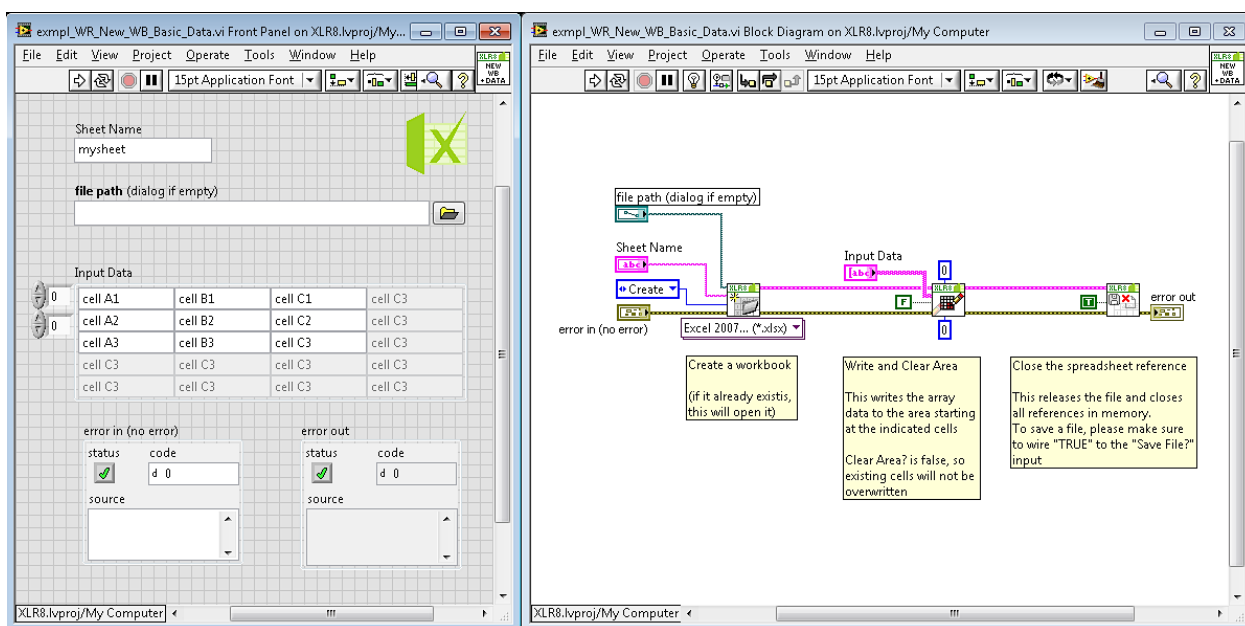 exmpl_WR_New_WB_Basic_Data.vi Front Panel on XLR8.lvproj/My...
File Edit View Project Operate Tools Window Help
15pt Application Font
?
XLR8
NEW
WB
+DATA
Sheet Name
mysheet
file path (dialog if empty)
Input Data
0
0
cell A1 cell B1 cell C1 cell C3
cell A2 cell B2 cell C2 cell C3
cell A3 cell B3 cell C3 cell C3
cell C3 cell C3 cell C3 cell C3
cell C3 cell C3 cell C3 cell C3
error in (no error)
status code
d 0
source
error out
status code
d 0
source
XLR8.lvproj/My Computer
exmpl_WR_New_WB_Basic_Data.vi Block Diagram on XLR8.lvproj/My Computer
File Edit View Project Operate Tools Window Help
15pt Application Font
?
XLR8
NEW
WB
+DATA
file path (dialog if empty)
Sheet Name
abc
Create
error in (no error)
XLR8
Excel 2007... (*.xlsx)
Input Data
[abc]
0
F
XLR8
0
T
XLR8
error out
Create a workbook
(if it already existis,
this will open it)
Write and Clear Area
This writes the array
data to the area starting
at the indicated cells
Clear Area? is false, so
existing cells will not be
overwritten
Close the spreadsheet reference
This releases the file and closes
all references in memory.
To save a file, please make sure
to wire "TRUE" to the "Save File?"
input
XLR8.lvproj/My Computer